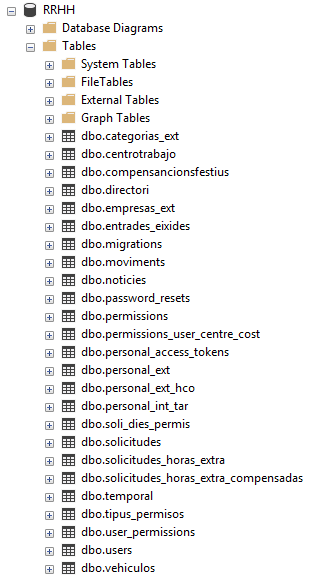 RRHH
Database Diagrams
Tables
System Tables
FileTables
External Tables
Graph Tables
dbo.categorias_ext
dbo.centrotrabajo
dbo.compensancionsfestius
dbo.directori
dbo.empresas_ext
dbo.entrades_eixides
dbo.migrations
dbo.moviments
dbo.noticies
dbo.password_resets
dbo.permissions
dbo.permissions_user_centre_cost
dbo.personal_access_tokens
dbo.personal_ext
dbo.personal_ext_hco
dbo.personal_int_tar
dbo.soli_dies_permis
dbo.solicitudes
dbo.solicitudes_horas_extra
dbo.solicitudes_horas_extra_compensadas
dbo.temporal
dbo.tipus_permisos
dbo.user_permissions
dbo.users
dbo.vehiculos